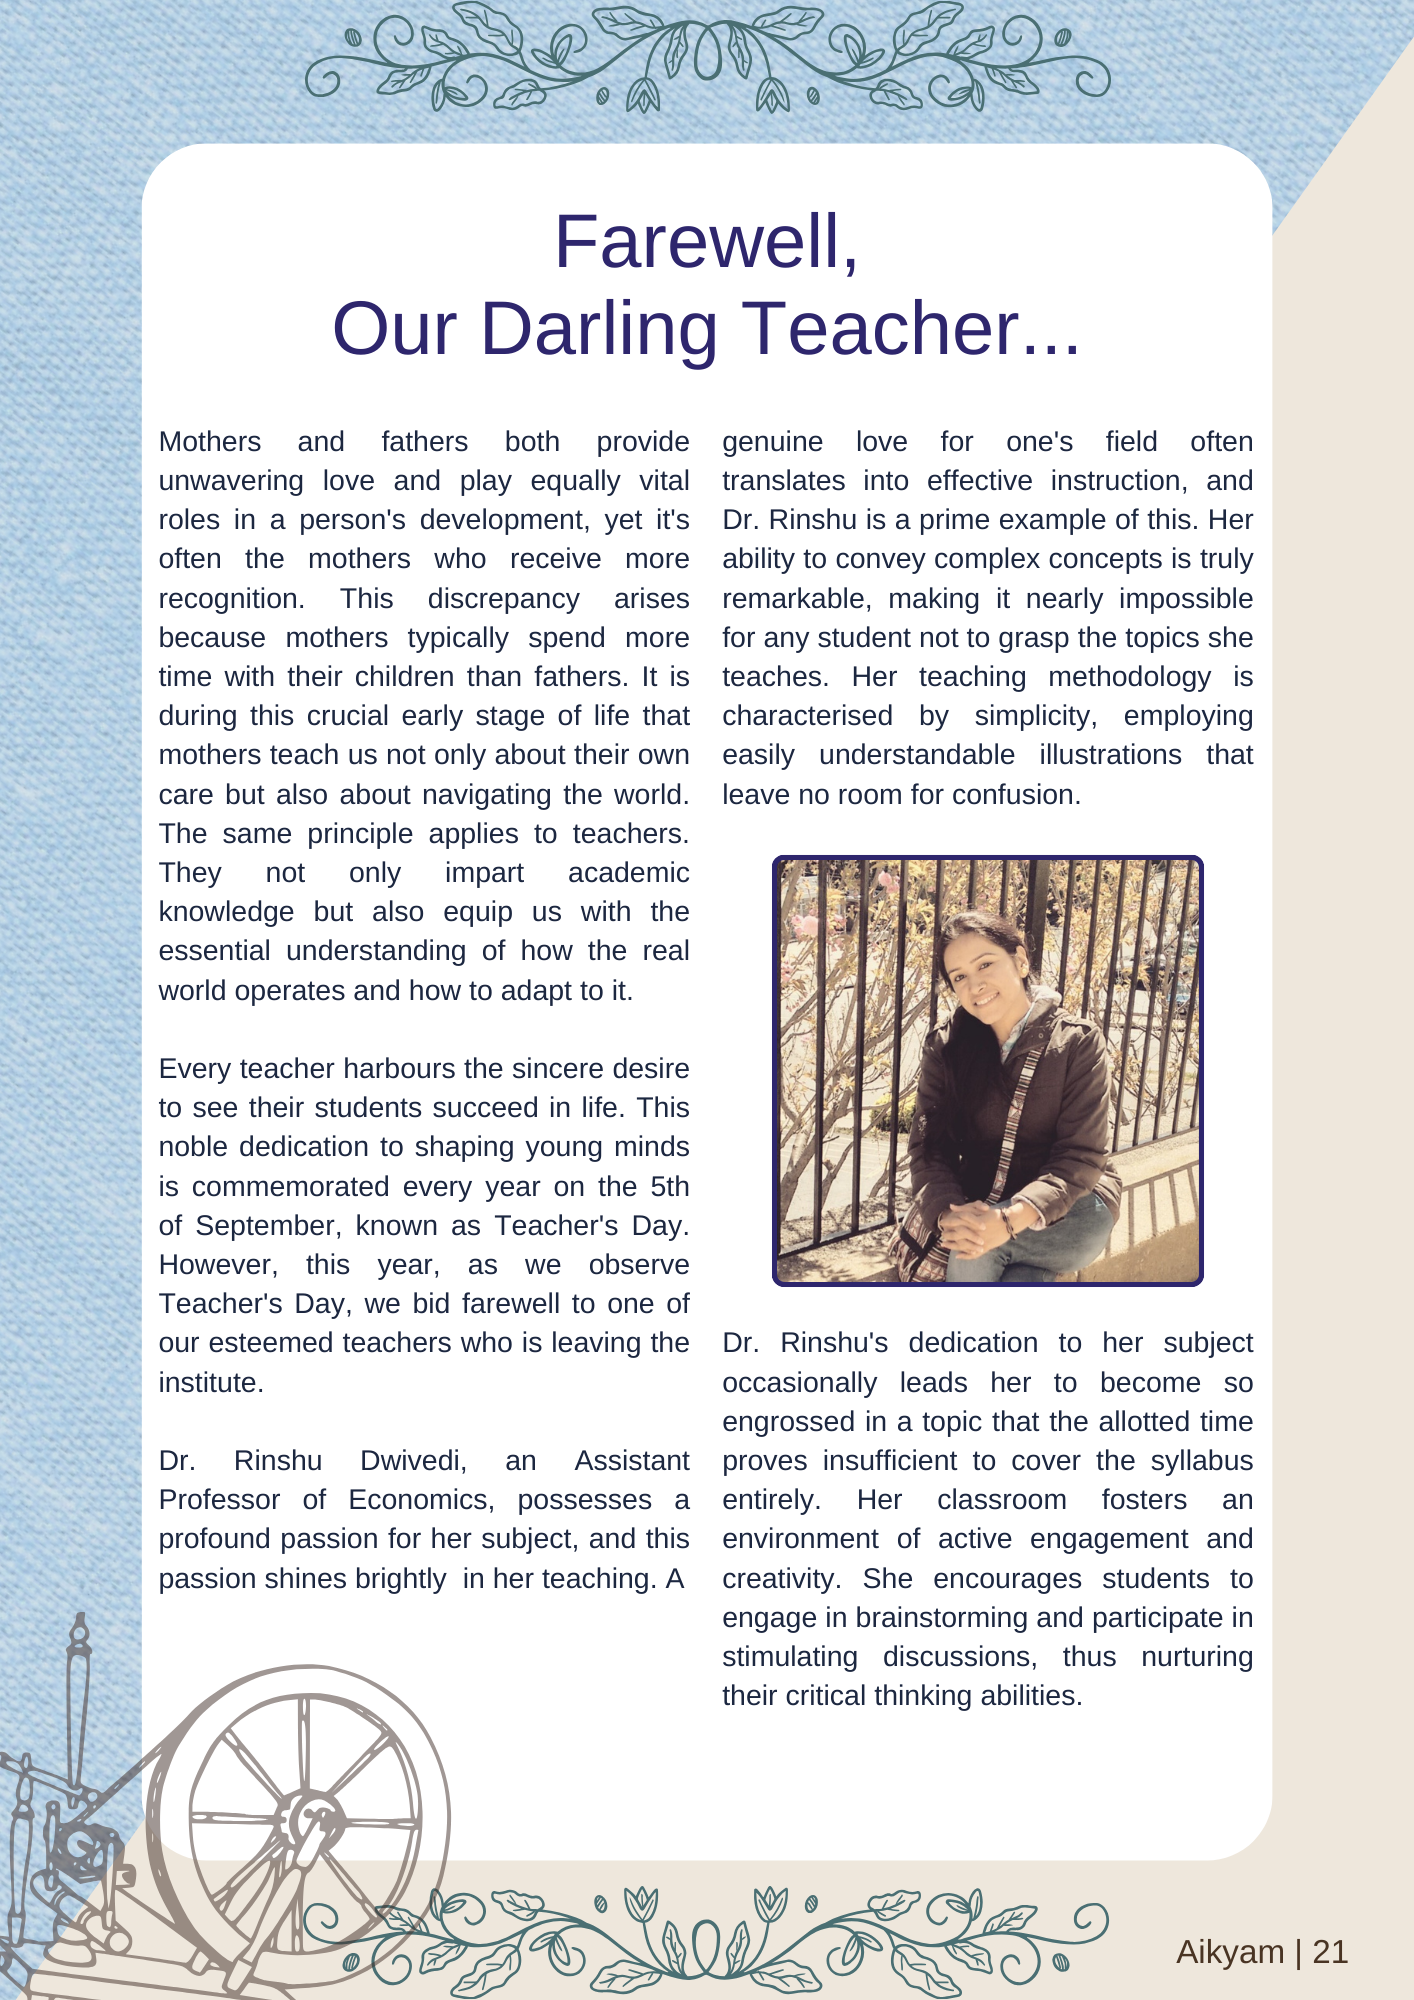 Farewell,
Our Darling Teacher...
Mothers and fathers both provide
unwavering love and play equally vital
roles in a person's development, yet it's
often the mothers who receive more
recognition. This discrepancy arises
because mothers typically spend more
time with their children than fathers. It is
during this crucial early stage of life that
mothers teach us not only about their own
care but also about navigating the world.
The same principle applies to teachers.
They not only impart academic
knowledge but also equip us with the
essential understanding of how the real
world operates and how to adapt to it.
Every teacher harbours the sincere desire
to see their students succeed in life. This
noble dedication to shaping young minds
is commemorated every year on the 5th
of September, known as Teacher's Day.
However, this year, as we observe
Teacher's Day, we bid farewell to one of
our esteemed teachers who is leaving the
institute.
Dr. Rinshu Dwivedi, an Assistant
Professor of Economics, possesses a
profound passion for her subject, and this
passion shines brightly in her teaching. A
genuine love for one's field often
translates into effective instruction, and
Dr. Rinshu is a prime example of this. Her
ability to convey complex concepts is truly
remarkable, making it nearly impossible
for any student not to grasp the topics she
teaches. Her teaching methodology is
characterised by simplicity, employing
easily understandable illustrations that
leave no room for confusion.
Dr. Rinshu's dedication to her subject
occasionally leads her to become so
engrossed in a topic that the allotted time
proves insufficient to cover the syllabus
entirely. Her classroom fosters an
environment of active engagement and
creativity. She encourages students to
engage in brainstorming and participate in
stimulating discussions, thus nurturing
their critical thinking abilities.
Aikyam | 21